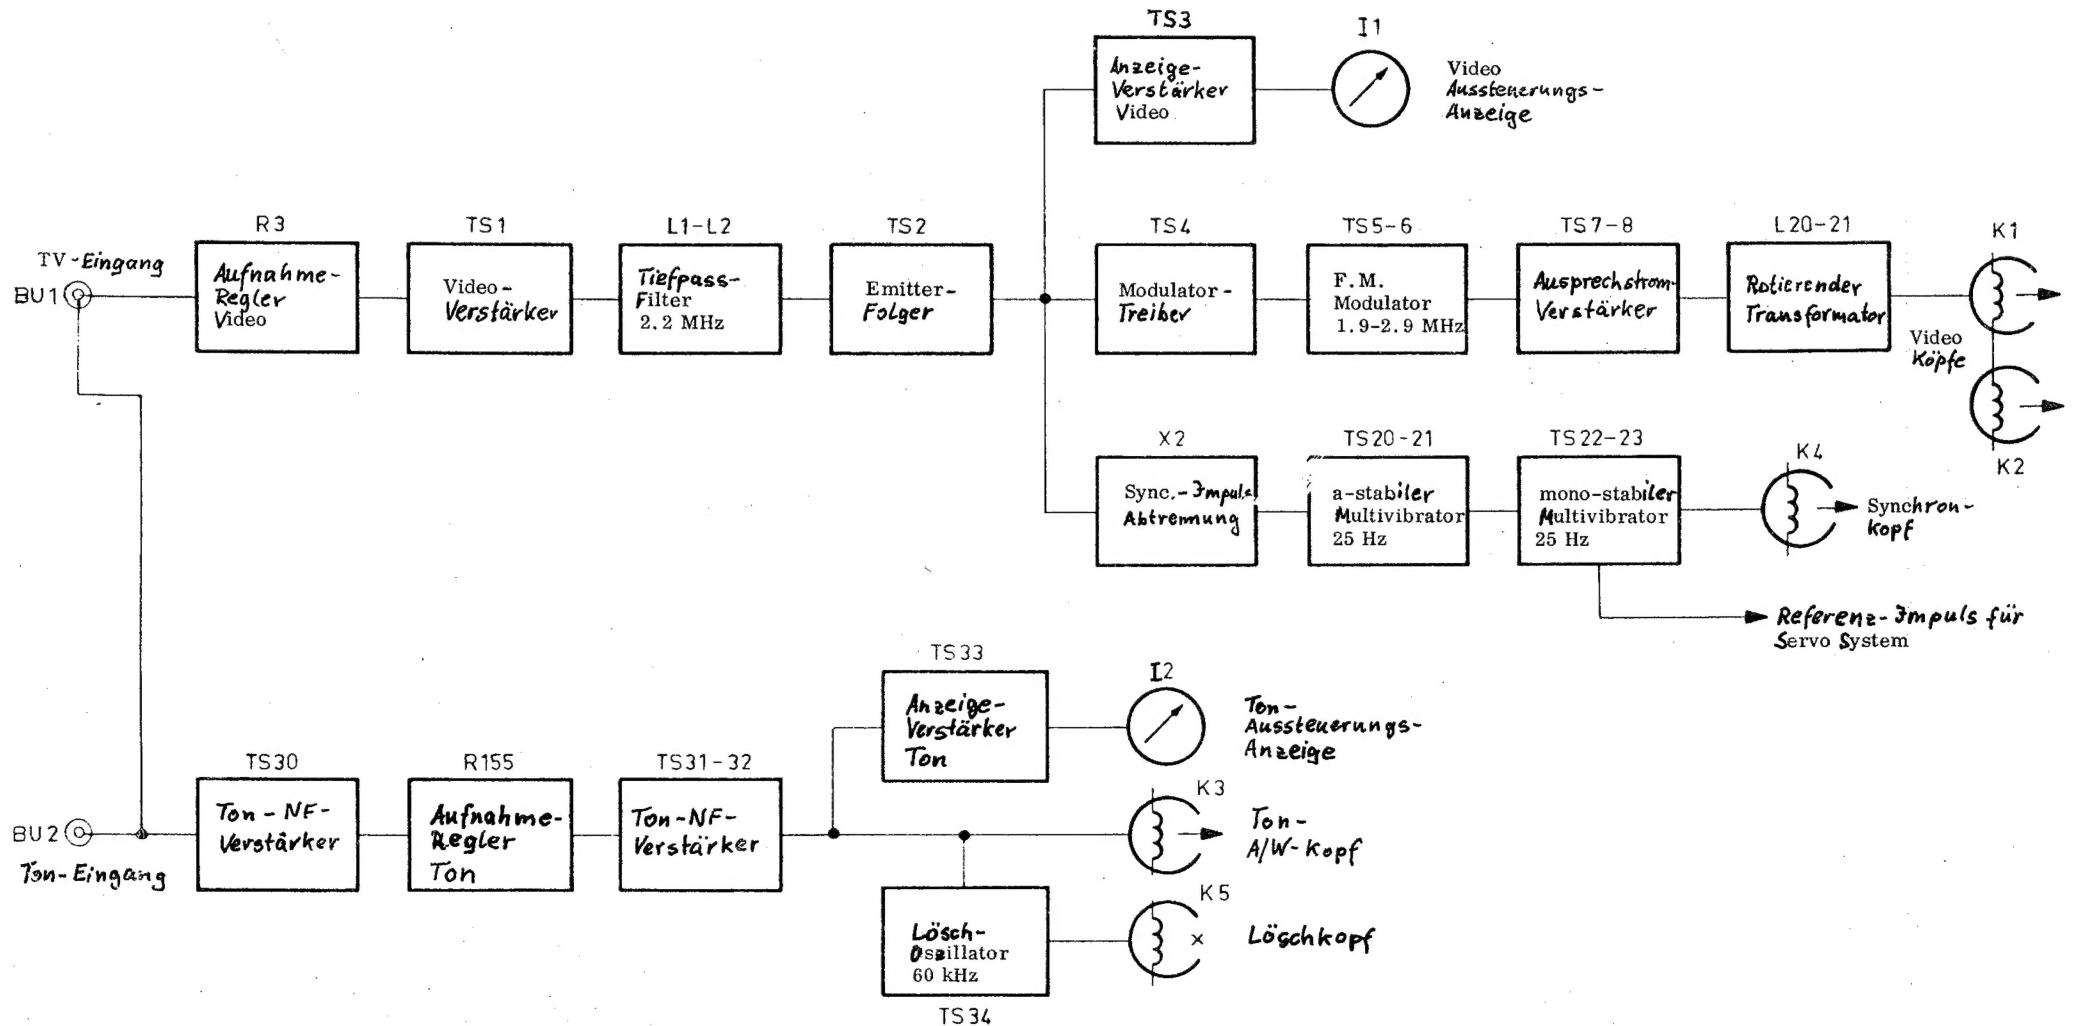 TS3
I1
Anzeige-
Verstärker
Video
Video
Aussteuerungs-
Anzeige
R3
TS1
L1-L2
TS2
TS4
TS5-6
TS7-8
L20-21
K1
TV-Eingang
BU1
Aufnahme-
Regler
Video
Video-
Verstärker
Tiefpass-
Filter
2.2 MHz
Emitter-
Folger
Modulator-
Treiber
F.M.
Modulator
1.9-2.9 MHz
Aussprechstrom-
Verstärker
Rotierender
Transformator
Video
Köpfe
K2
X2
TS20-21
TS22-23
K4
Sync.-Impuls
Abtrennung
a-stabiler
Multivibrator
25 Hz
mono-stabiler
Multivibrator
25 Hz
Synchron-
kopf
Referenz-Impuls für
Servo System
TS33
I2
Anzeige-
Verstärker
Ton
Ton-
Aussteuerungs-
Anzeige
TS30
R155
TS31-32
K3
BU2
Ton-Eingang
Ton-NF-
Verstärker
Aufnahme-
Regler
Ton
Ton-NF-
Verstärker
Ton-
A/W-Kopf
K5
Lösch-
Oszillator
60 kHz
Löschkopf
TS34